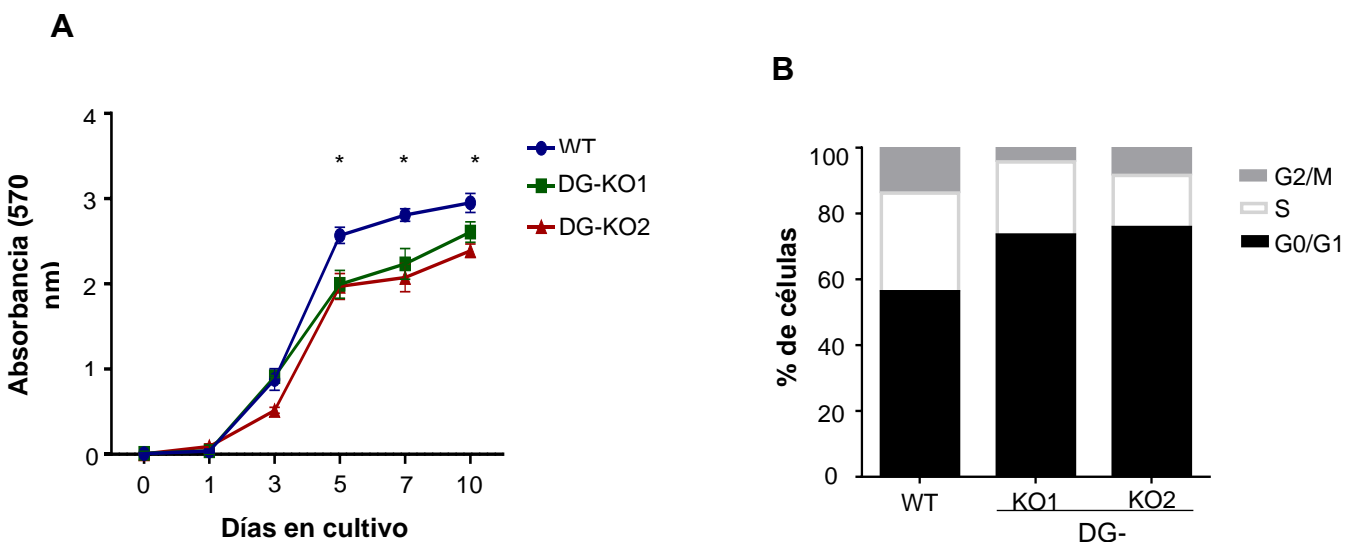 A
Absorbancia (570
nm)
4
3
2
1
0
* * *
0 1 3 5 7 10
Días en cultivo
WT
DG-KO1
DG-KO2
B
% de células
100
80
60
40
20
0
WT KO1 KO2
DG-
G2/M
S
G0/G1